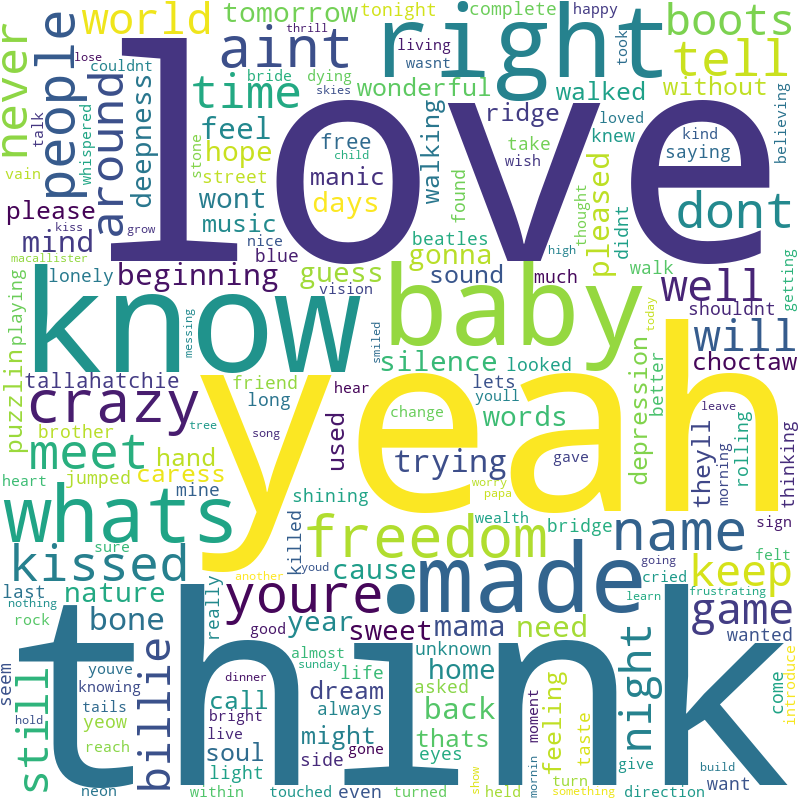 tomorrow
tonight
complete
happy
never
world
lose
thrill
living
took
boots
right
couldnt
aint
wasnt
tell
people
love
talk
bride
dying
skies
time
wonderful
walked
without
believing
around
deepness
whispered
feel
free
child
walking
ridge
knew
loved
kind
saying
stone
hope
vain
street
manic
take
wish
please
kiss
wont
days
found
thought
pleased
dont
mind
grow
music
nice
beatles
gonna
didnt
macallister
blue
high
lonely
beginning
guess
sound
much
walk
well
getting
vision
shouldnt
playing
know
messing
smiled
baby
today
will
puzzlin
silence
looked
depression
better
choctaw
tallahatchie
friend
hear
lets
youll
crazy
long
change
words
leave
brother
tree
song
used
yeah
theyll
morning
rolling
thinking
meet
hand
trying
gave
heart
jumped
caress
mine
worry
papa
shining
whats
wealth
bridge
sign
killed
freedom
name
sure
kissed
another
youd
cause
going
cried
felt
last
nature
really
youre
made
learn
keep
frustrating
nothing
rock
bone
good
year
sweet
mama
need
game
wanted
still
billie
almost
sunday
unknown
home
night
seem
youve
life
asked
think
come
introduce
knowing
dinner
dream
tails
call
bright
always
back
moment
feeling
taste
hold
yeow
live
might
thats
reach
soul
side
gone
eyes
give
light
show
mornin
turn
build
want
neon
within
touched
even
turned
held
something
direction